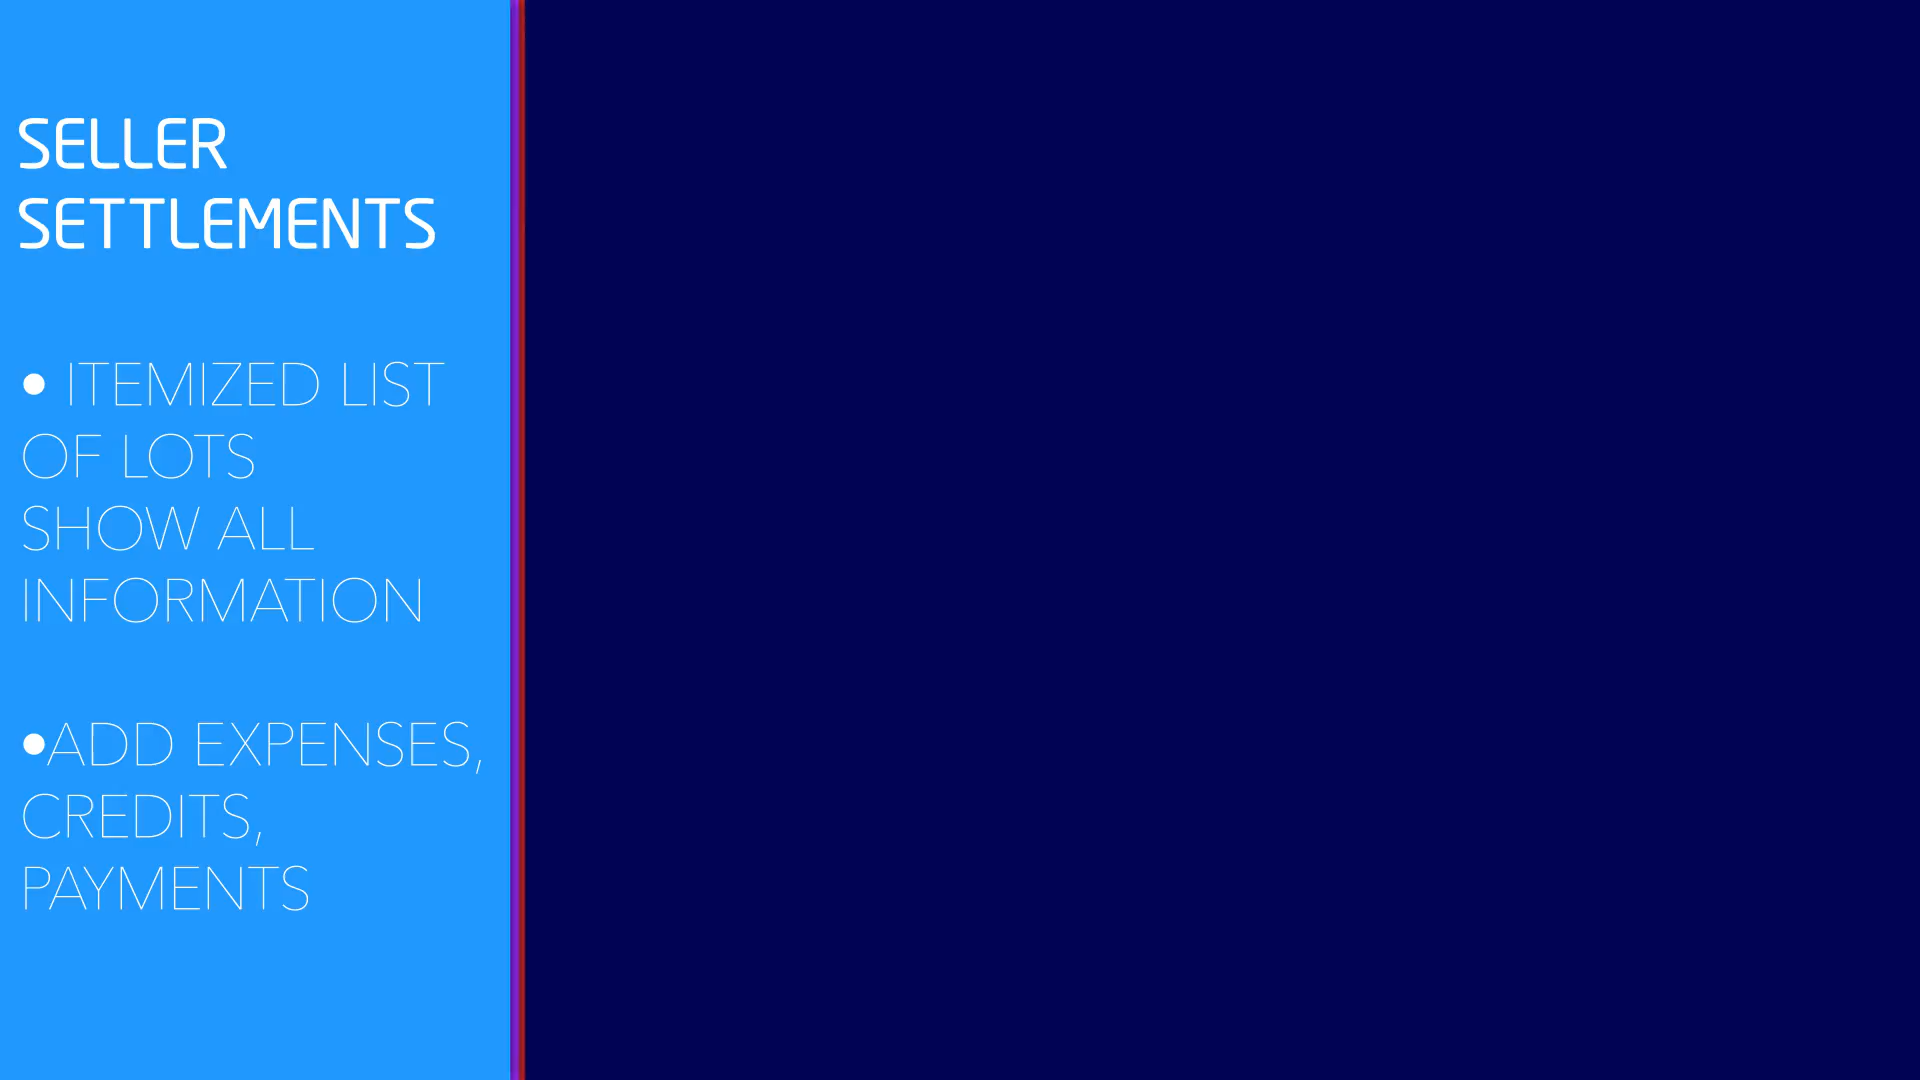 SELLER
SETTLEMENTS
• ITEMIZED LIST
OF LOTS
SHOW ALL
INFORMATION
•ADD EXPENSES,
CREDITS,
PAYMENTS